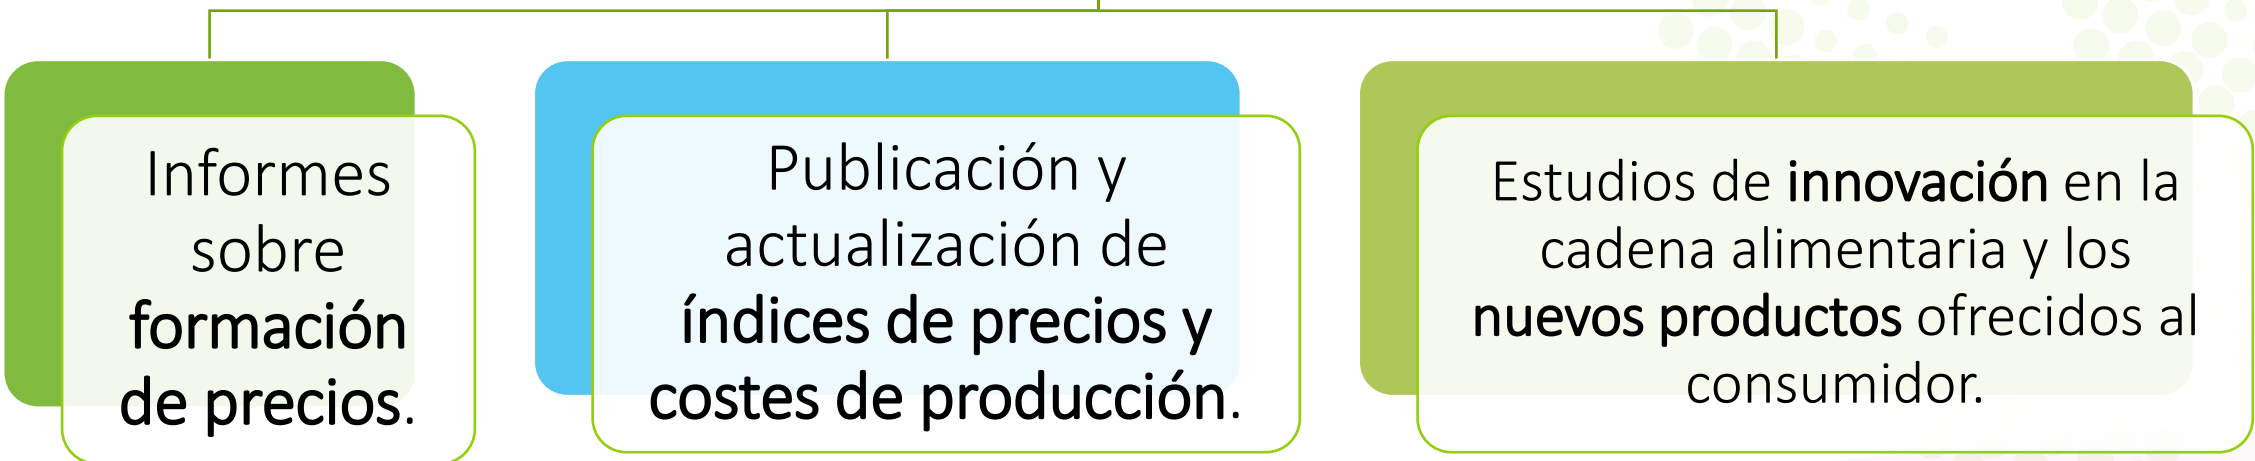 Informes
sobre
formación
de precios.
Publicación y
actualización de
índices de precios y
costes de producción.
Estudios de innovación en la
cadena alimentaria y los
nuevos productos ofrecidos al
consumidor.